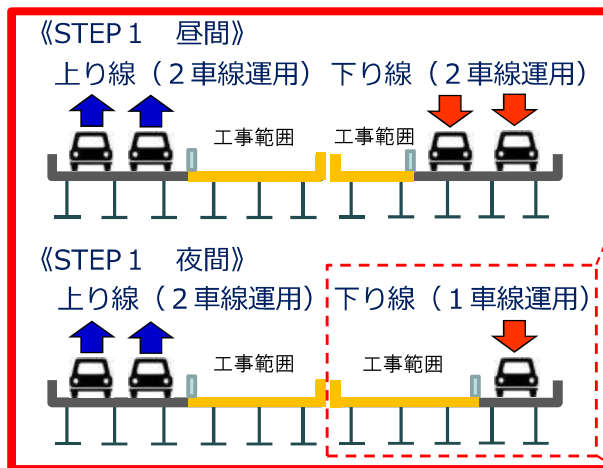 《STEP１　昼間》
上り線（２車線運用）下り線（２車線運用）
工事範囲　工事範囲
《STEP１　夜間》
上り線（２車線運用）下り線（１車線運用）
工事範囲　工事範囲